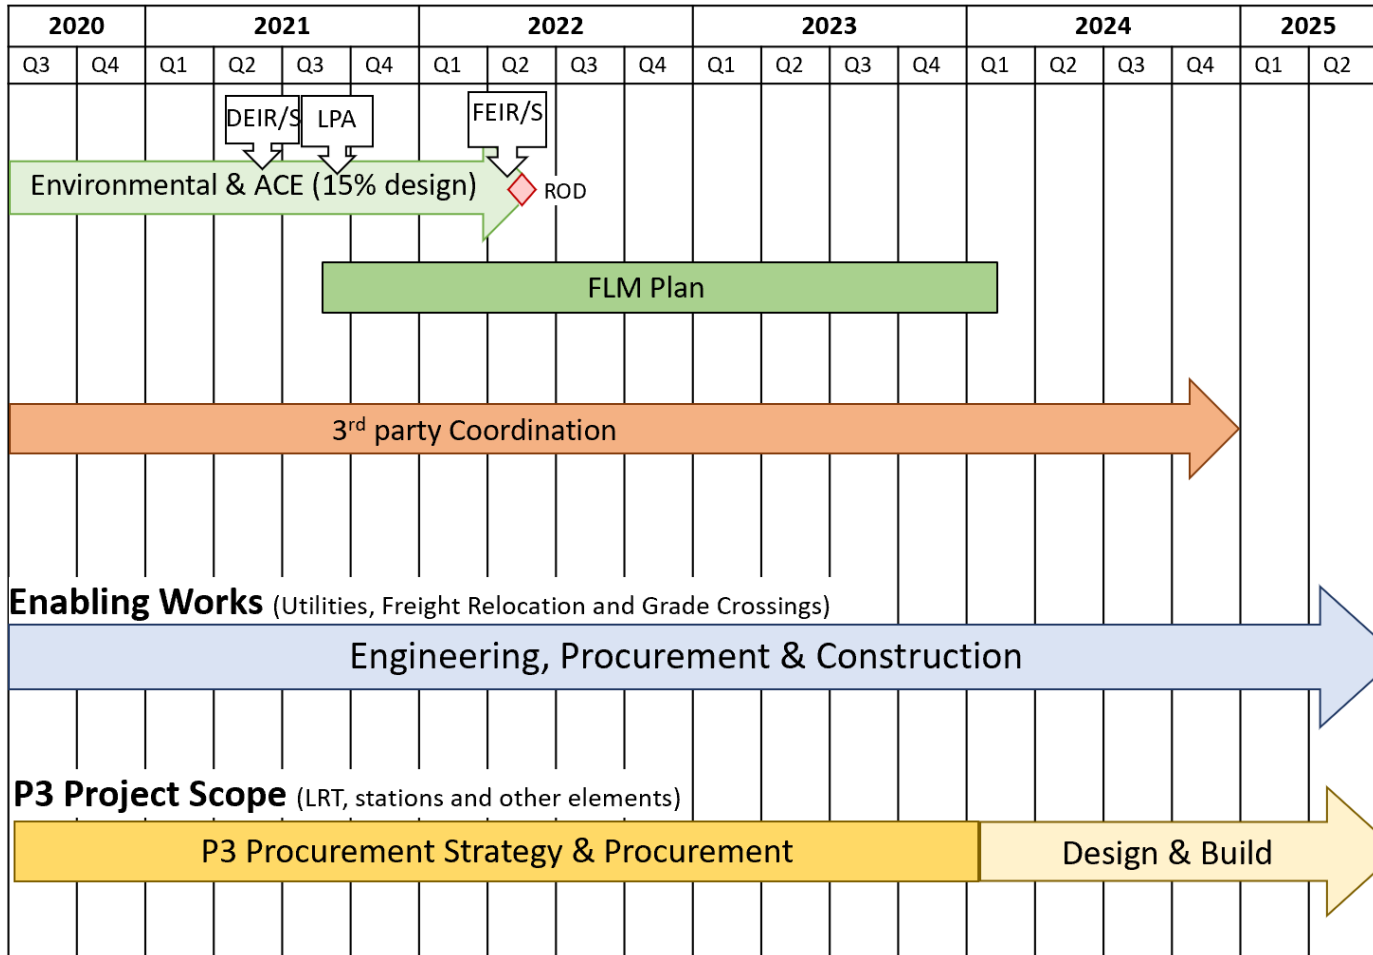 2020 2021 2022 2023 2024 2025
Q3 Q4 Q1 Q2 Q3 Q4 Q1 Q2 Q3 Q4 Q1 Q2 Q3 Q4 Q1 Q2 Q3 Q4 Q1 Q2
DEIR/S LPA FEIR/S
Environmental & ACE (15% design) ROD
FLM Plan
3rd party Coordination
Enabling Works (Utilities, Freight Relocation and Grade Crossings)
Engineering, Procurement & Construction
P3 Project Scope (LRT, stations and other elements)
P3 Procurement Strategy & Procurement Design & Build